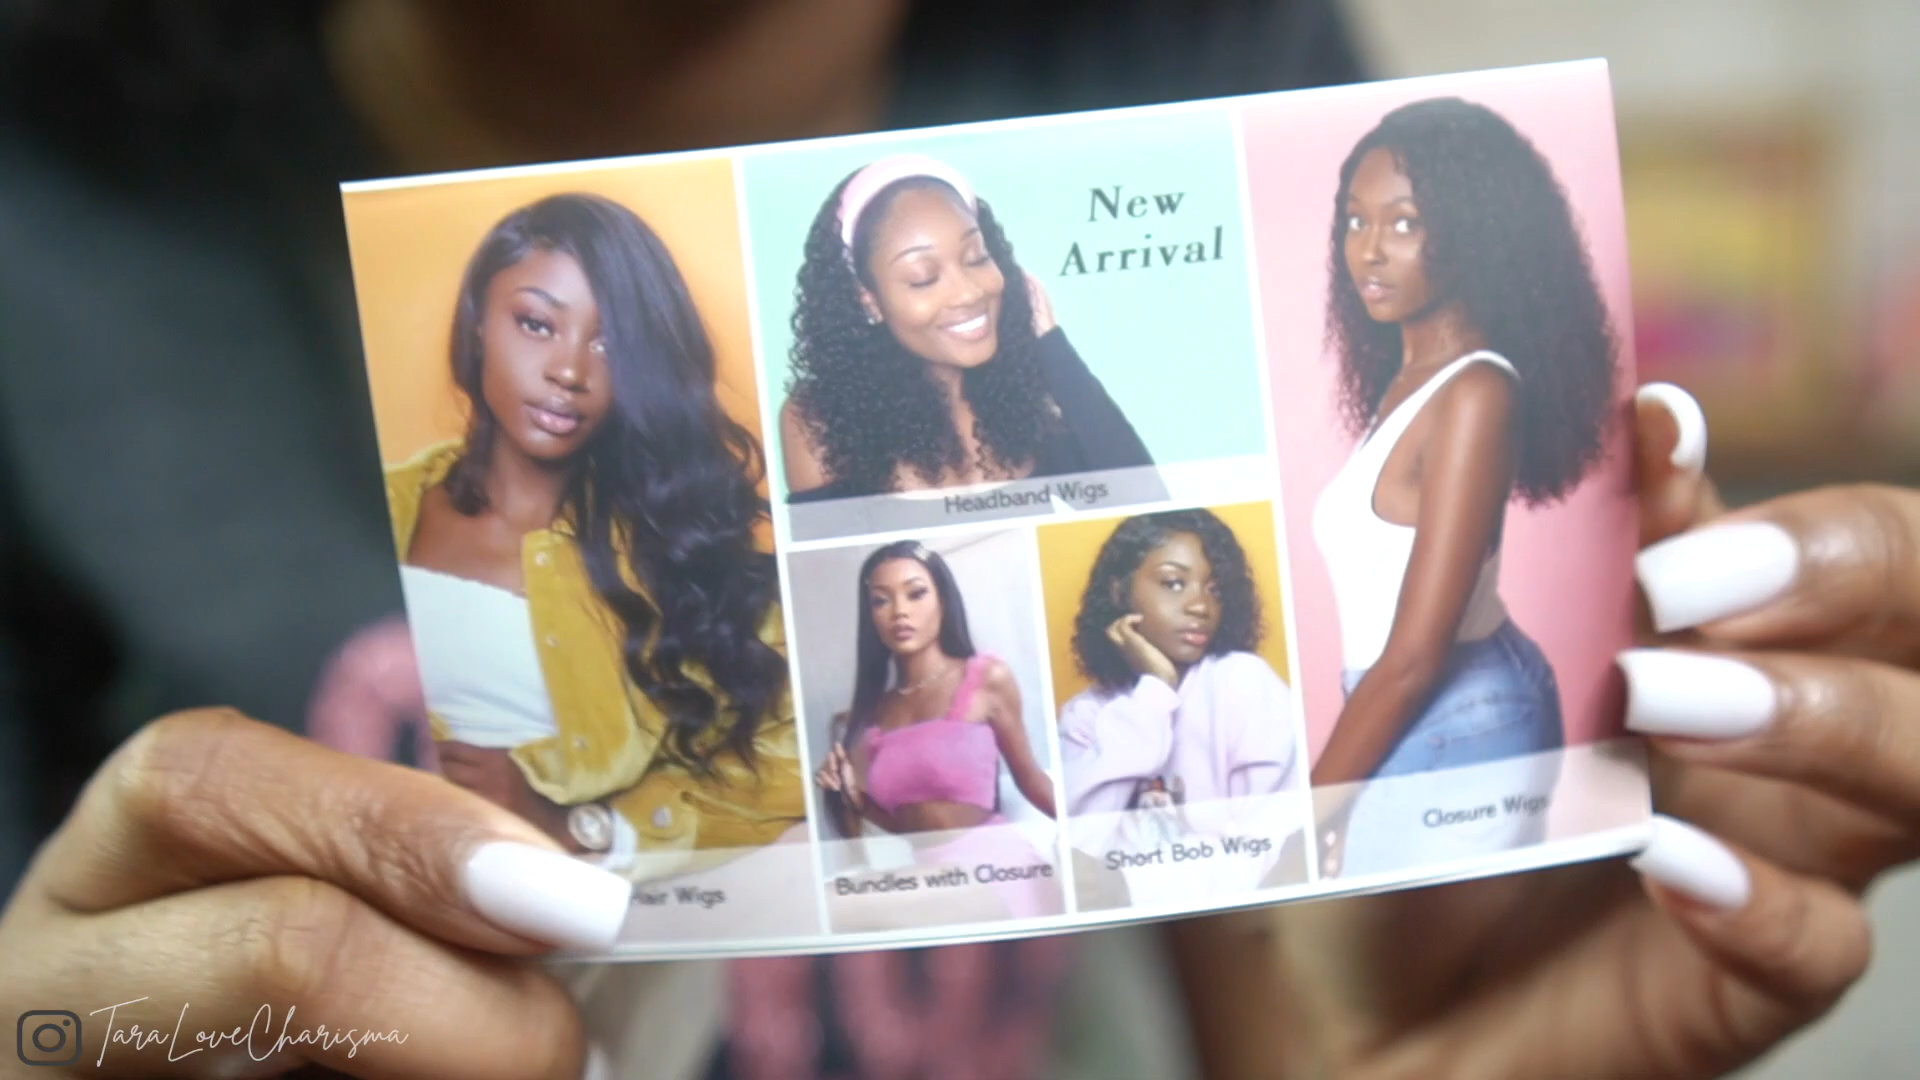 New
Arrival
Headband Wigs
Hair Wigs
Bundles with Closure
Short Bob Wigs
Closure Wigs
TaraLoveCharisma